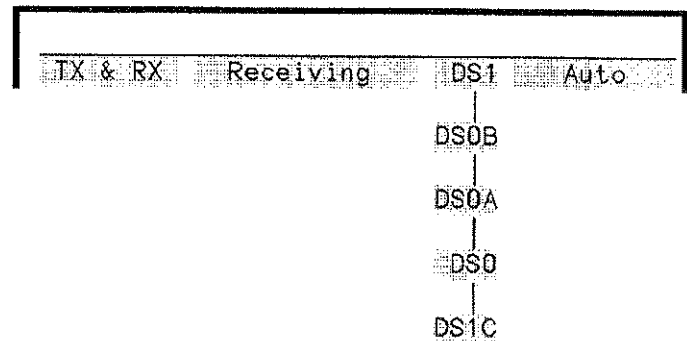 TX & RX Receiving DS1 Auto
DS0B
DS0A
DS0
DS1C